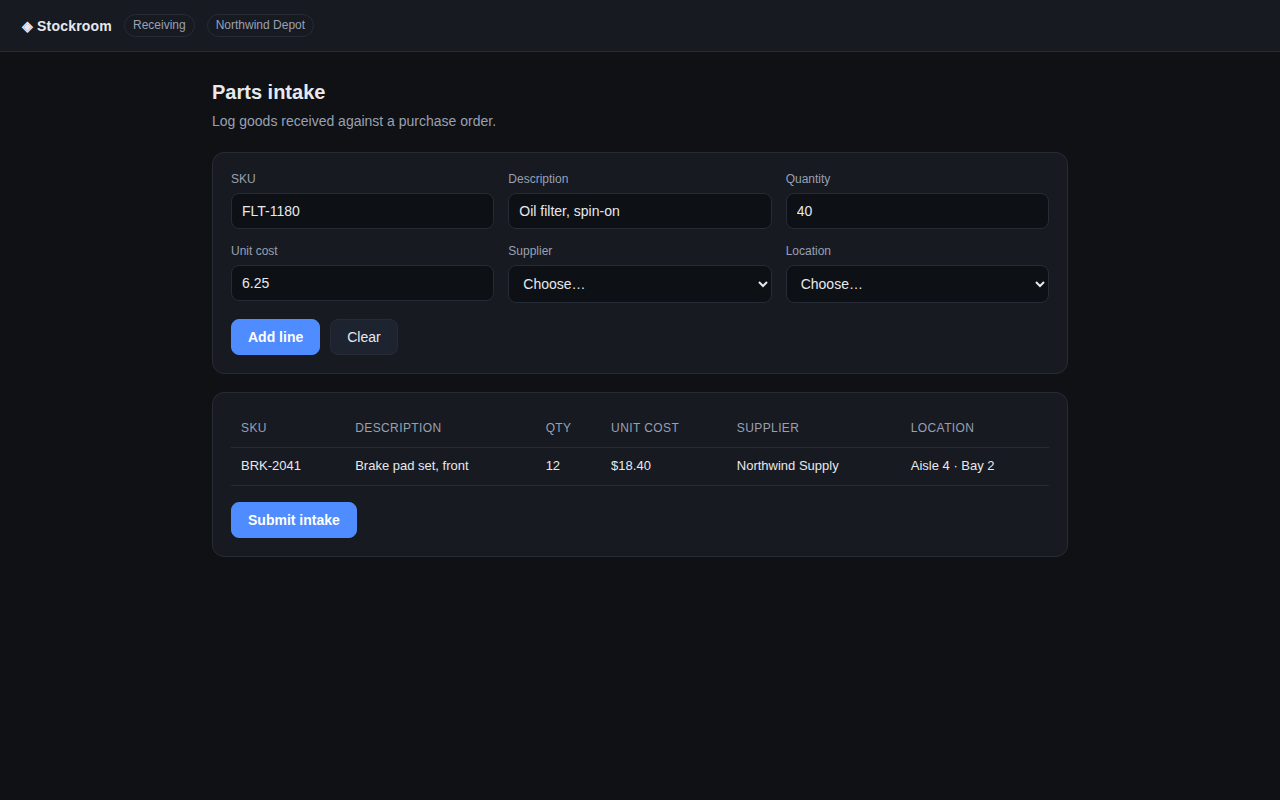 ◈ Stockroom Receiving Northwind Depot
Parts intake
Log goods received against a purchase order.
SKU Description Quantity
FLT-1180 Oil filter, spin-on 40
Unit cost Supplier Location
6.25 Choose… Choose…
Add line Clear
SKU DESCRIPTION QTY UNIT COST SUPPLIER LOCATION
BRK-2041 Brake pad set, front 12 $18.40 Northwind Supply Aisle 4 · Bay 2
Submit intake